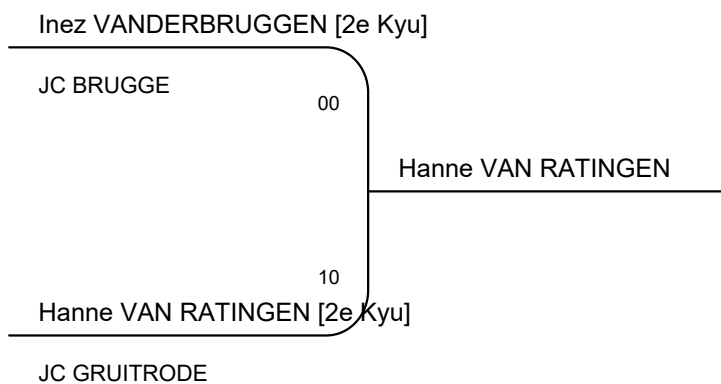 Inez VANDERBRUGGEN [2e Kyu]
JC BRUGGE
00
Hanne VAN RATINGEN
10
Hanne VAN RATINGEN [2e Kyu]
JC GRUITRODE